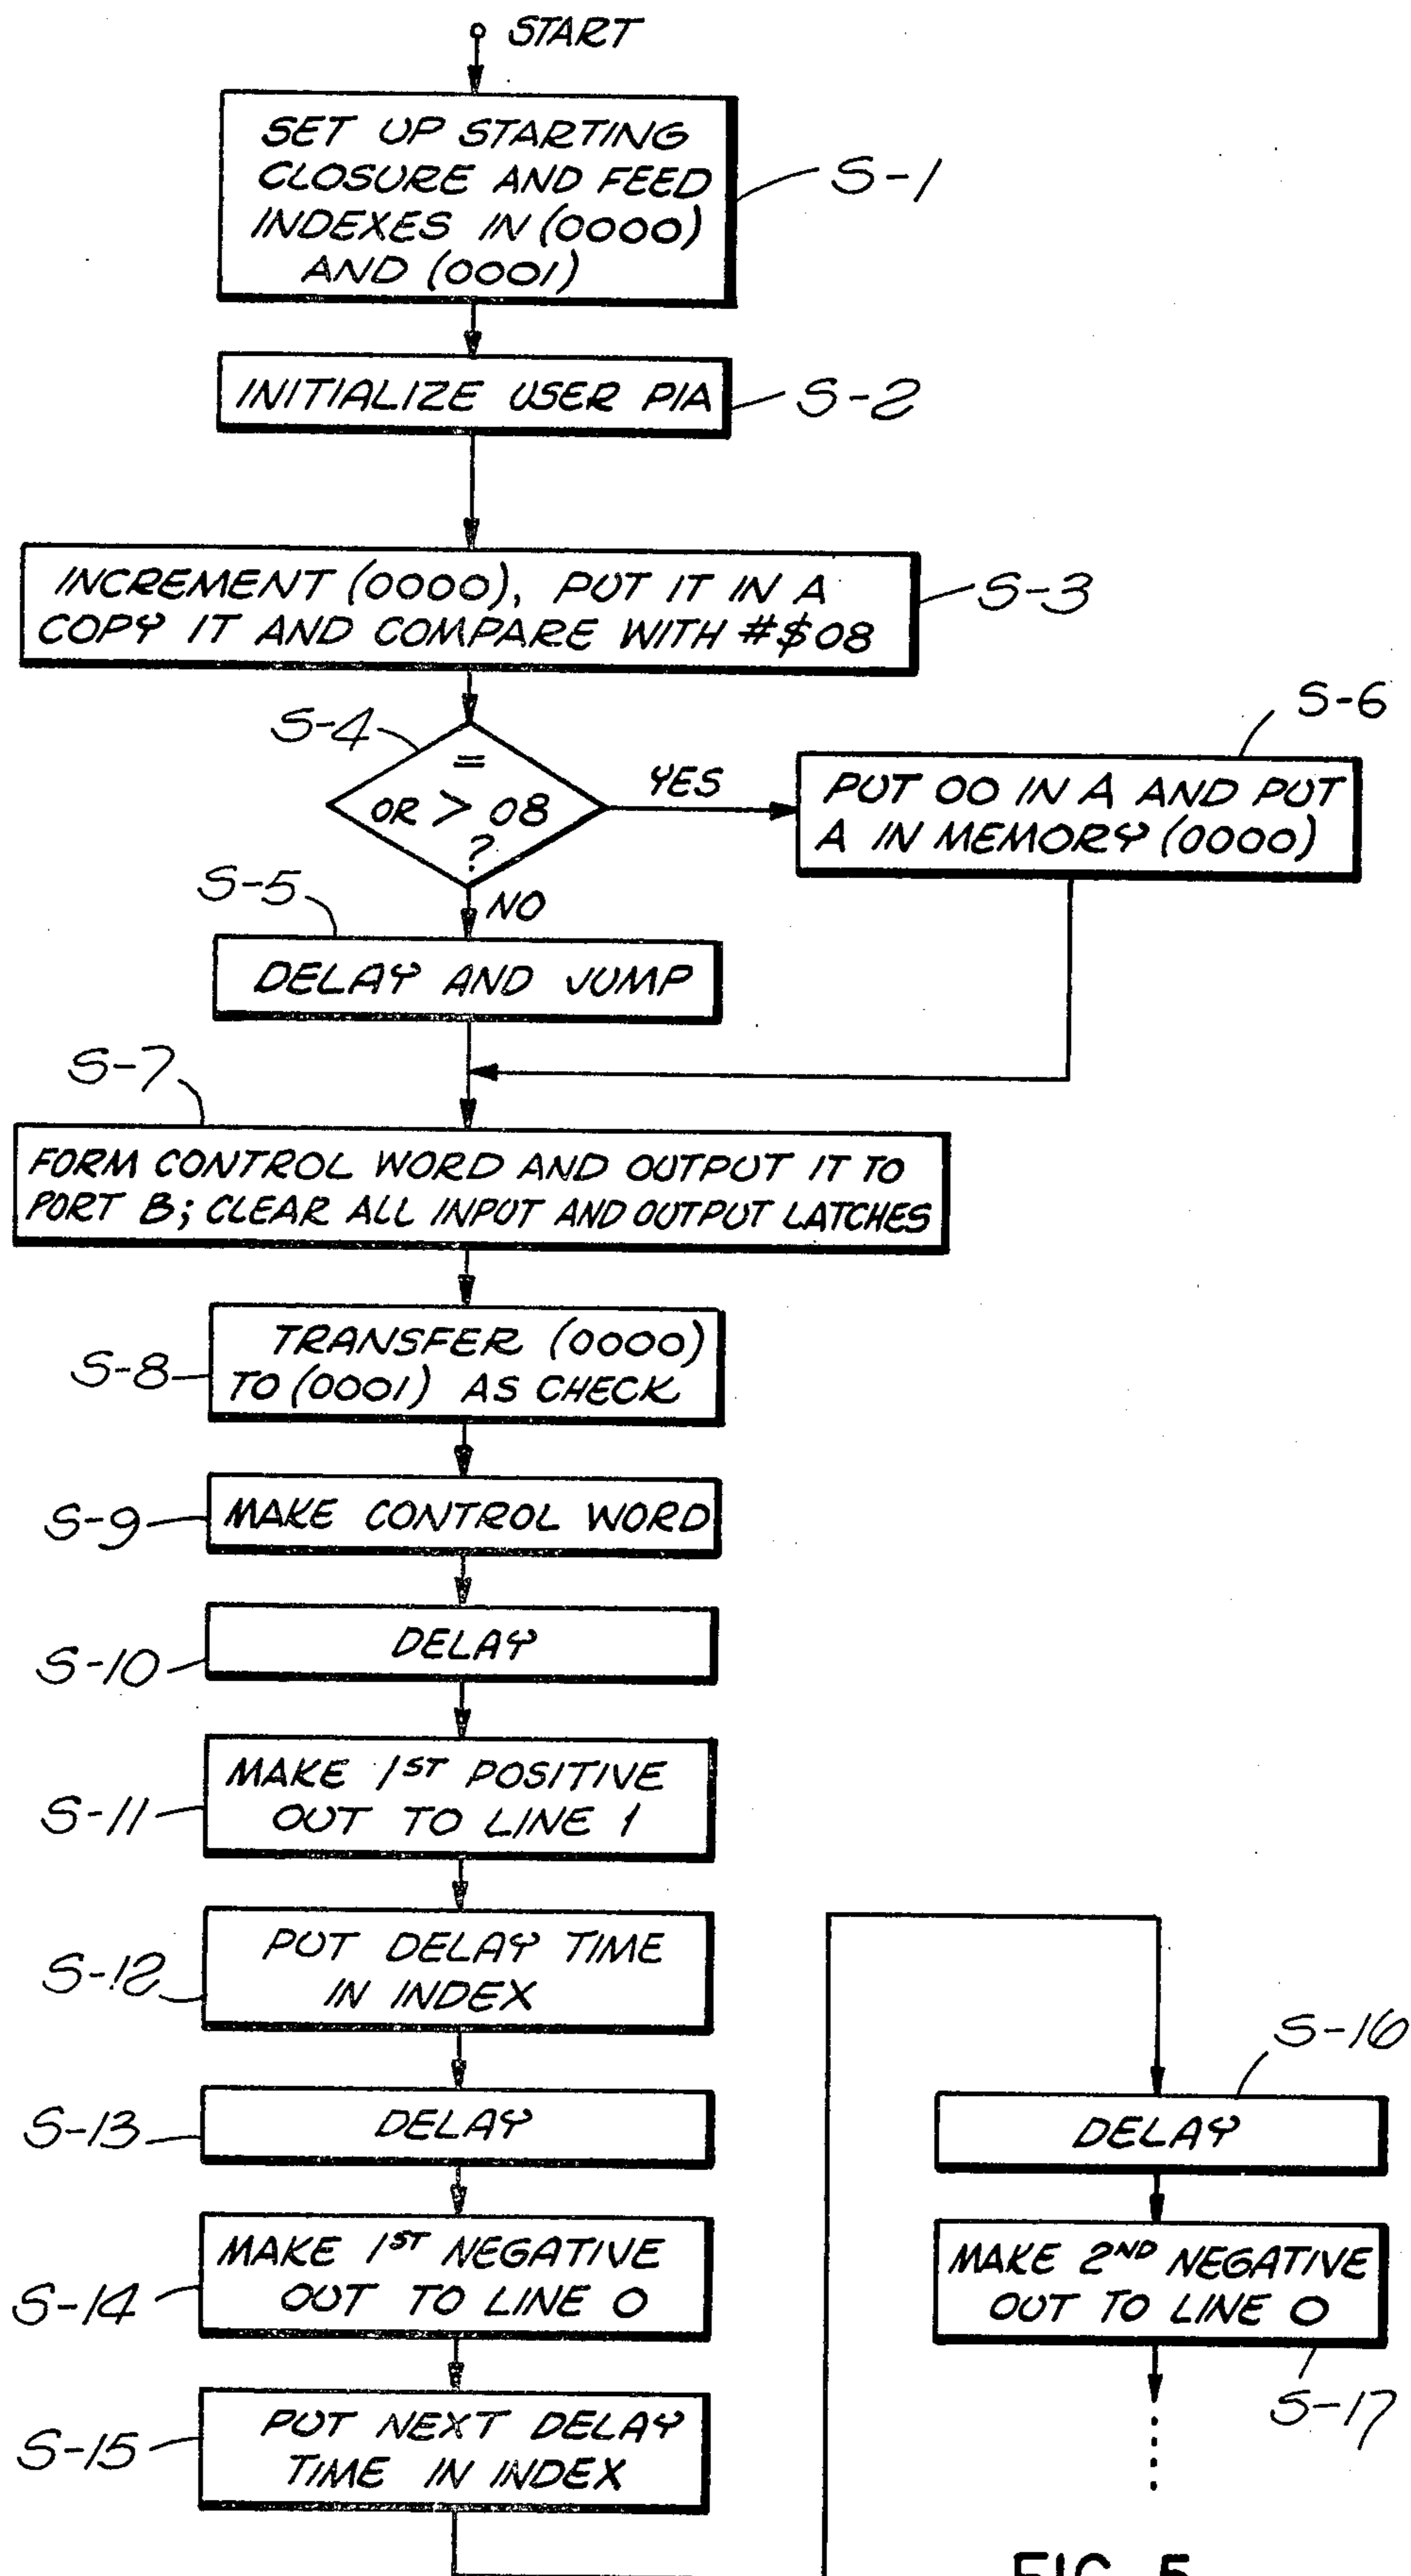 START
SET UP STARTING
CLOSURE AND FEED
INDEXES IN (0000)
AND (0001)
S-1
INITIALIZE USER PIA
S-2
INCREMENT (0000), PUT IT IN A
COPY IT AND COMPARE WITH #$08
S-3
S-4
=
OR > 08
?
YES
S-6
PUT 00 IN A AND PUT
A IN MEMORY (0000)
NO
S-5
DELAY AND JUMP
S-7
FORM CONTROL WORD AND OUTPUT IT TO
PORT B; CLEAR ALL INPUT AND OUTPUT LATCHES
S-8
TRANSFER (0000)
TO (0001) AS CHECK
S-9
MAKE CONTROL WORD
S-10
DELAY
S-11
MAKE 1ST POSITIVE
OUT TO LINE 1
S-12
PUT DELAY TIME
IN INDEX
S-13
DELAY
S-14
MAKE 1ST NEGATIVE
OUT TO LINE 0
S-15
PUT NEXT DELAY
TIME IN INDEX
S-16
DELAY
MAKE 2ND NEGATIVE
OUT TO LINE 0
S-17
FIG. 5